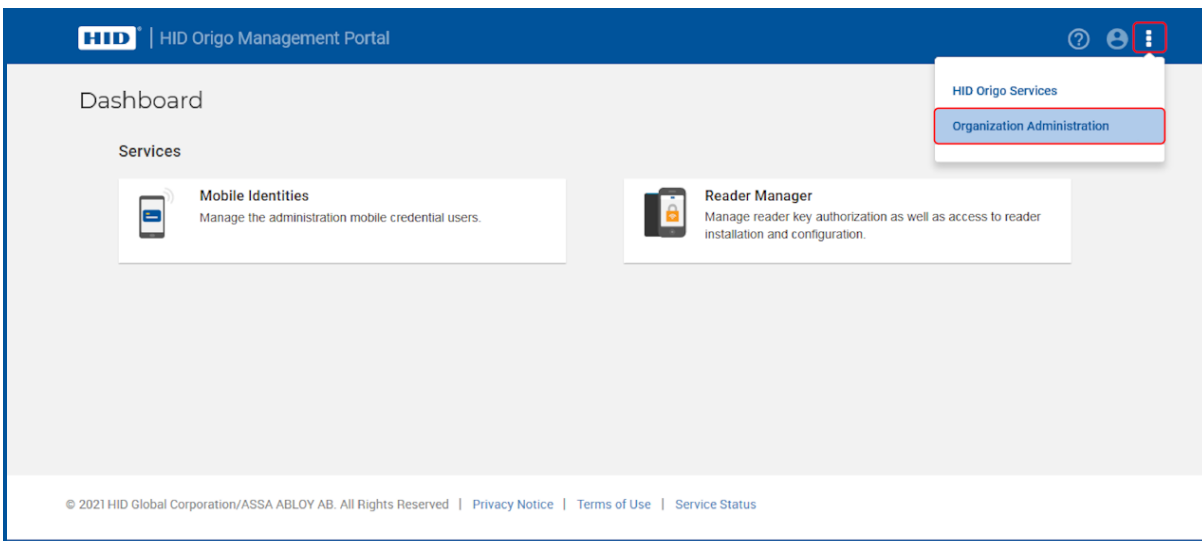 HID | HID Origo Management Portal
HID Origo Services
Organization Administration
Dashboard
Services
Mobile Identities
Manage the administration mobile credential users.
Reader Manager
Manage reader key authorization as well as access to reader
installation and configuration.
© 2021 HID Global Corporation/ASSA ABLOY AB. All Rights Reserved | Privacy Notice | Terms of Use | Service Status